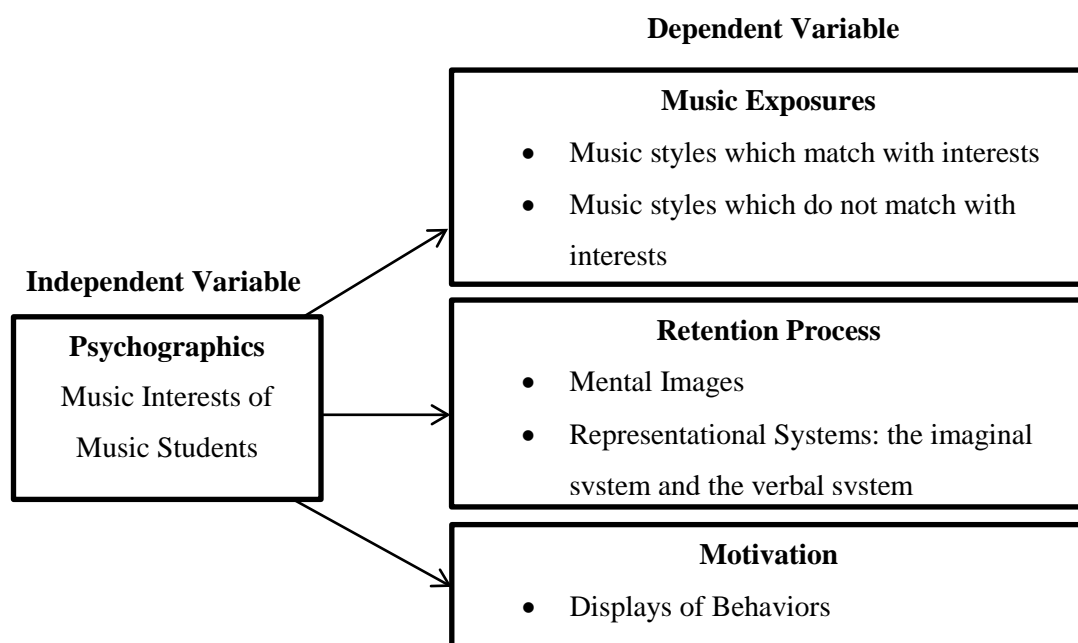 Dependent Variable
Music Exposures
• Music styles which match with interests
• Music styles which do not match with
interests
Independent Variable
Psychographics
Music Interests of
Music Students
Retention Process
• Mental Images
• Representational Systems: the imaginal
system and the verbal system
Motivation
• Displays of Behaviors